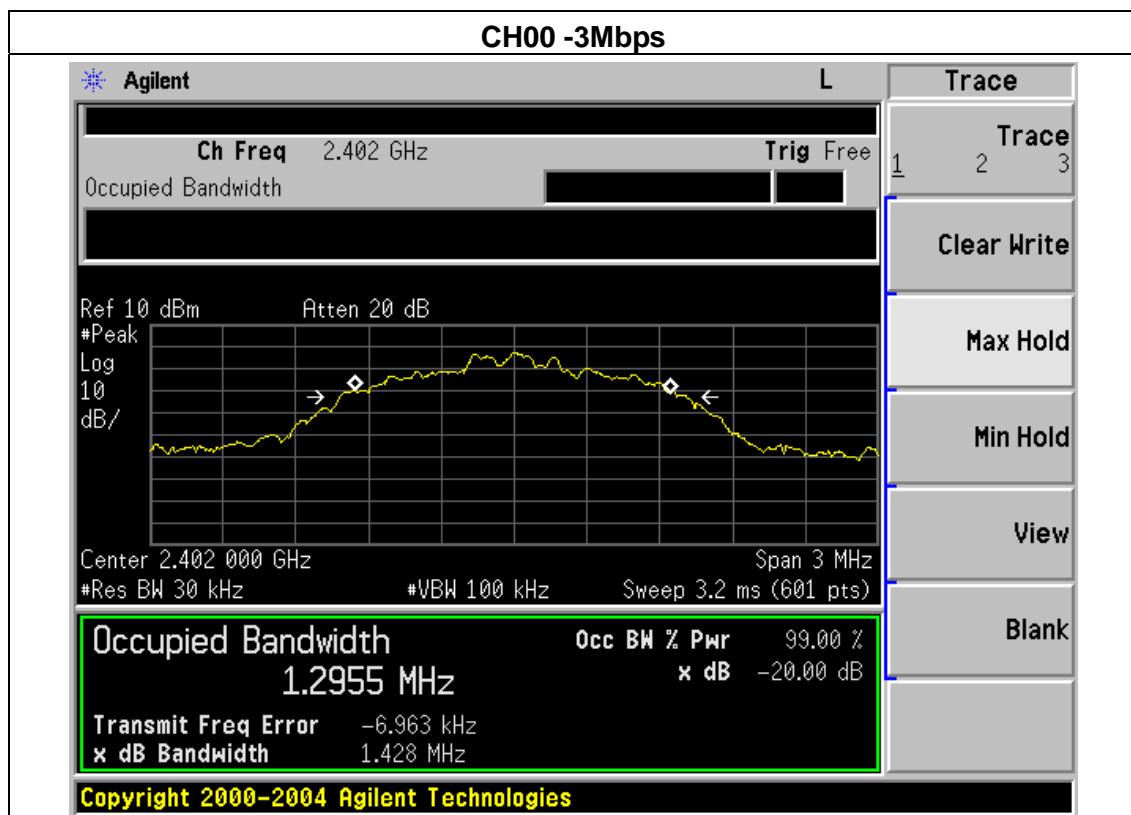 CH00 -3Mbps
Agilent L Trace
Ch Freq 2.402 GHz Trig Free
Occupied Bandwidth
Trace
1 2 3
Clear Write
Max Hold
Min Hold
View
Blank
Ref 10 dBm Atten 20 dB
#Peak
Log
10
dB/
Center 2.402 000 GHz Span 3 MHz
#Res BW 30 kHz #VBW 100 kHz Sweep 3.2 ms (601 pts)
Occupied Bandwidth Occ BW % Pwr 99.00 %
1.2955 MHz x dB -20.00 dB
Transmit Freq Error -6.963 kHz
x dB Bandwidth 1.428 MHz
Copyright 2000-2004 Agilent Technologies